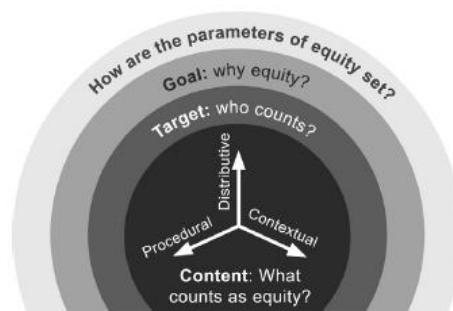 How are the parameters of equity set?
Goal: why equity?
Target: who counts?
Distributive
Procedural
Contextual
Content: What
counts as equity?